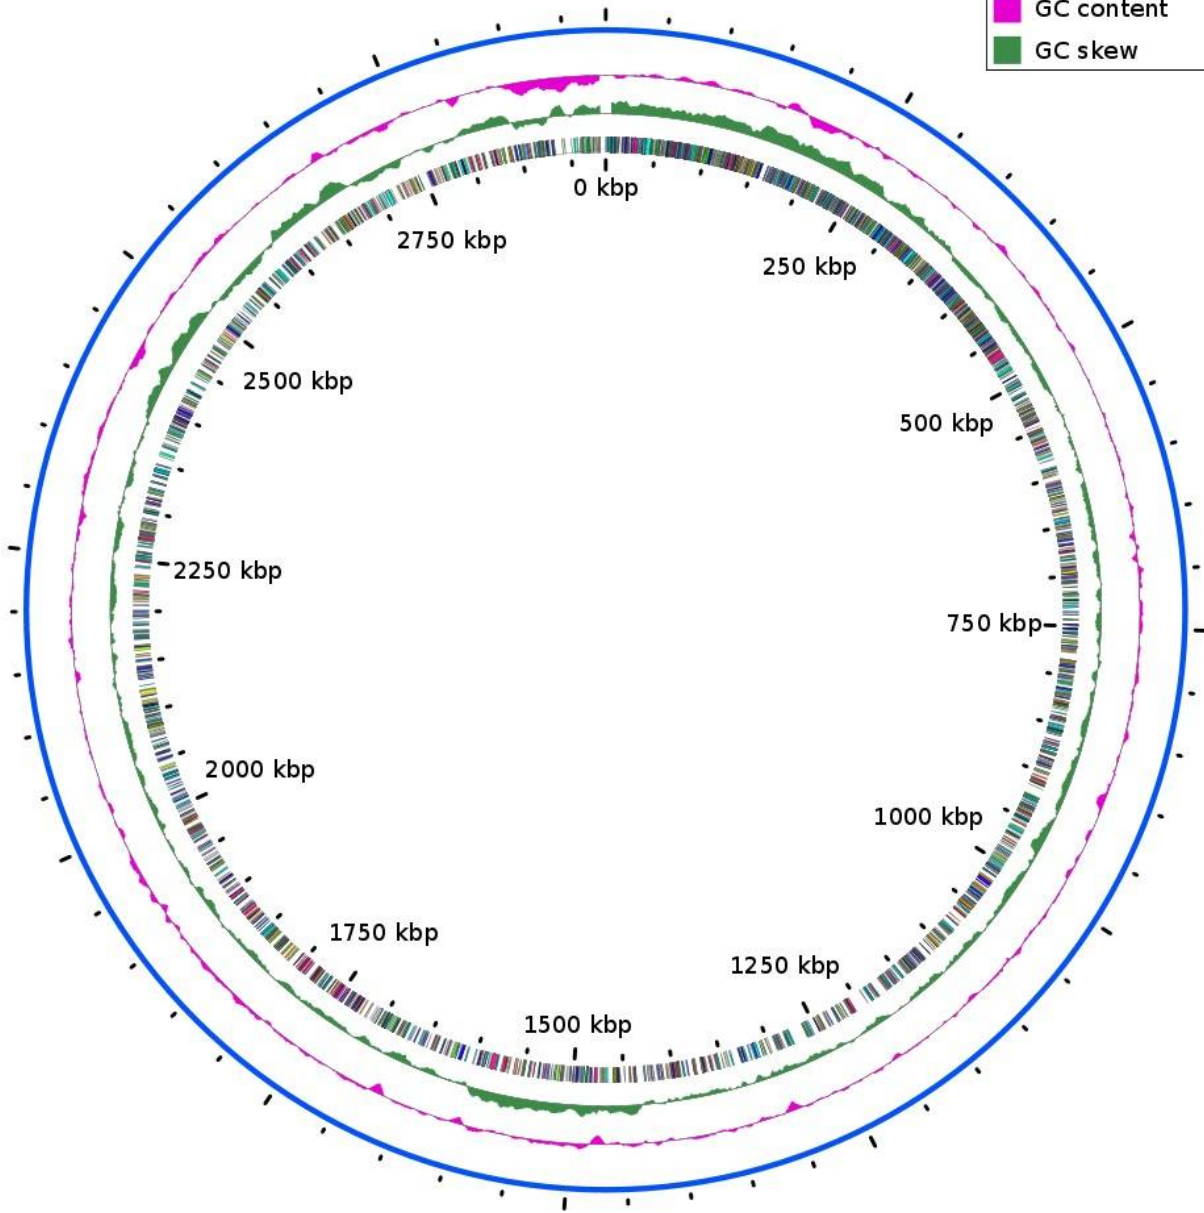 GC content
GC skew
0 kbp
250 kbp
500 kbp
750 kbp
1000 kbp
1250 kbp
1500 kbp
1750 kbp
2000 kbp
2250 kbp
2500 kbp
2750 kbp